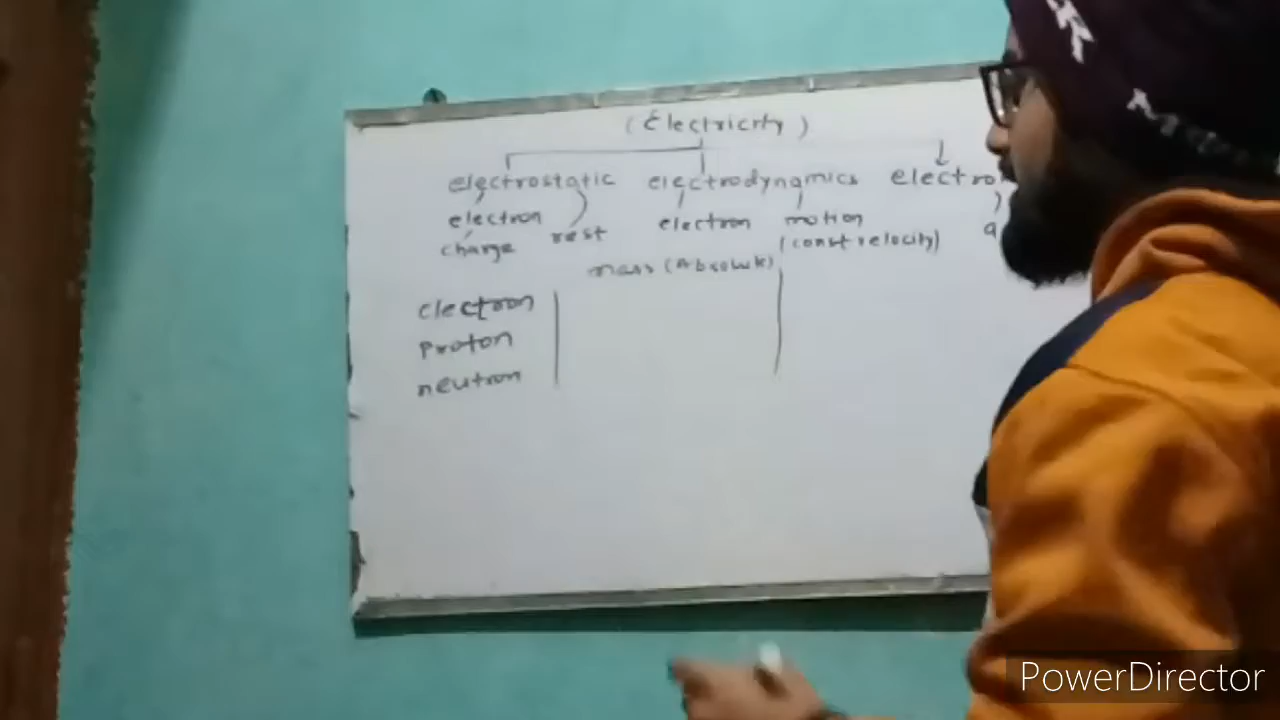 (Electricity)
electrostatic electrodynamics electro
electron electron motion
charge rest (const velocity) a
mass (Absolute)
electron
Proton
neutron
PowerDirector